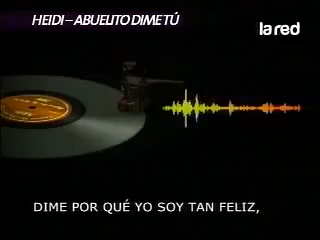 HEIDI – ABUELITO DIME TÚ
la red
DIME POR QUÉ YO SOY TAN FELIZ,